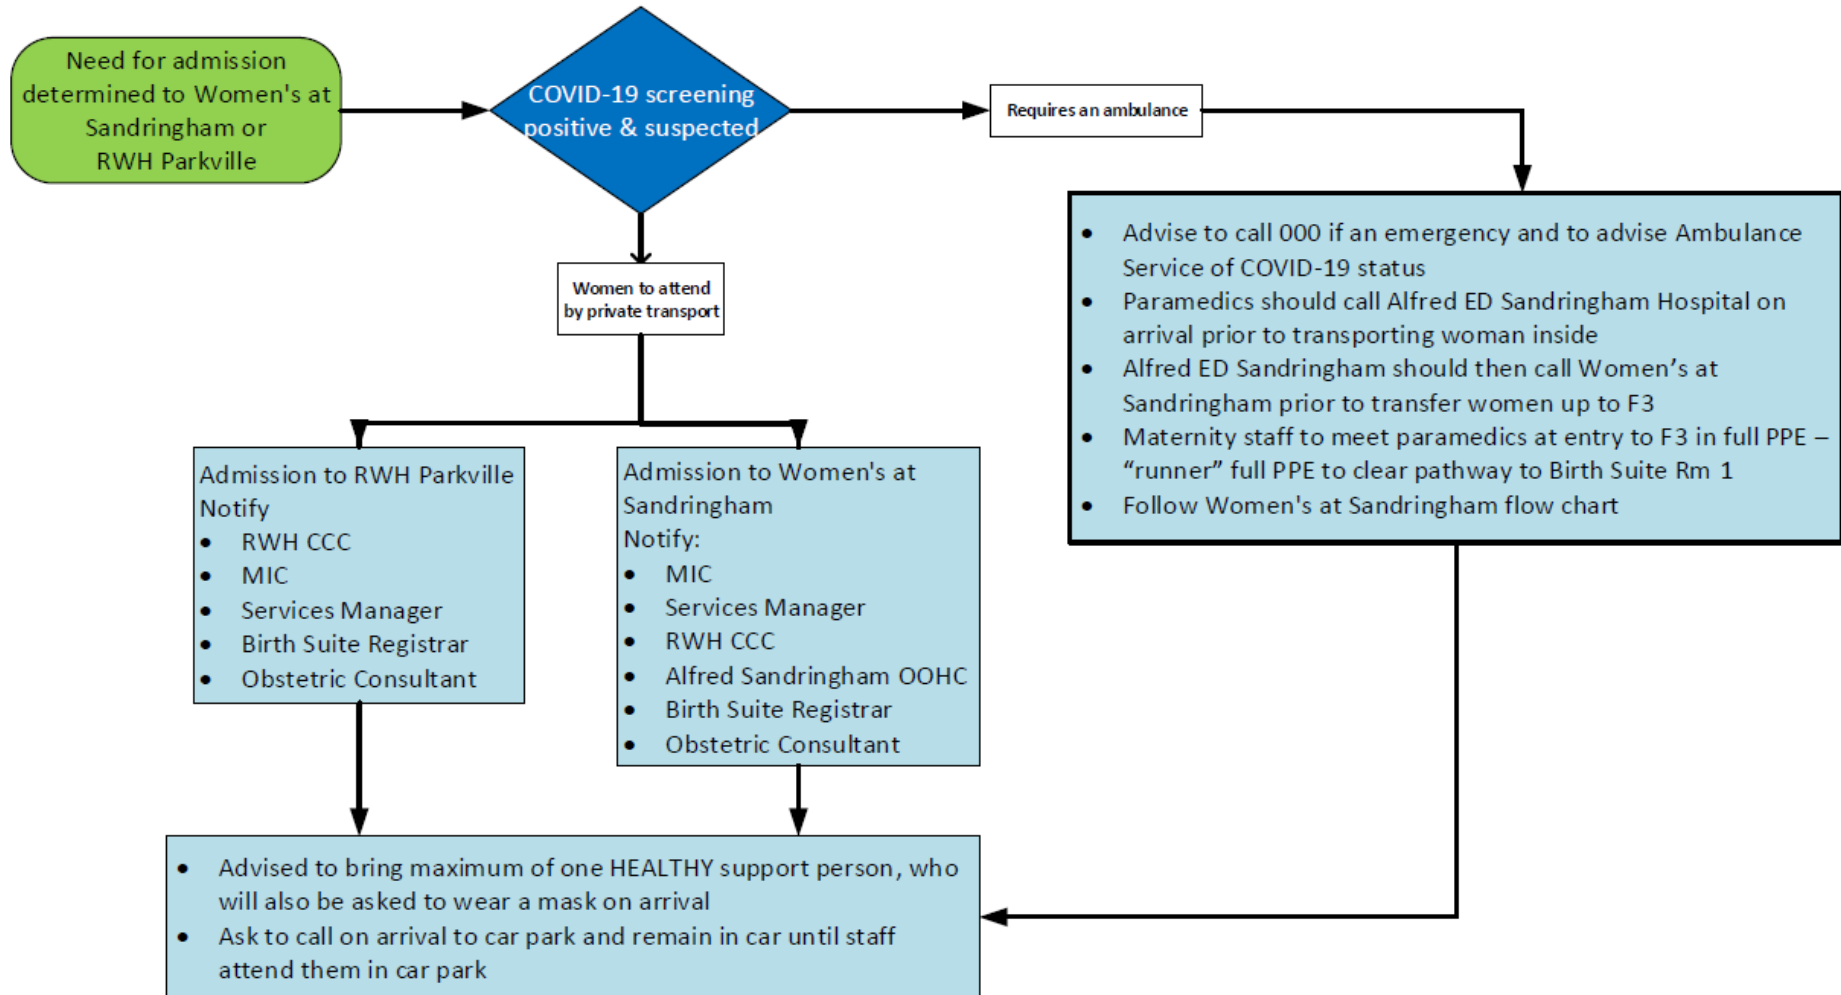 Need for admission
determined to Women's at
Sandringham or
RWH Parkville
COVID-19 screening
positive & suspected
Requires an ambulance
Women to attend
by private transport
• Advise to call 000 if an emergency and to advise Ambulance
Service of COVID-19 status
• Paramedics should call Alfred ED Sandringham Hospital on
arrival prior to transporting woman inside
• Alfred ED Sandringham should then call Women’s at
Sandringham prior to transfer women up to F3
• Maternity staff to meet paramedics at entry to F3 in full PPE –
“runner” full PPE to clear pathway to Birth Suite Rm 1
• Follow Women's at Sandringham flow chart
Admission to RWH Parkville
Notify
• RWH CCC
• MIC
• Services Manager
• Birth Suite Registrar
• Obstetric Consultant
Admission to Women's at
Sandringham
Notify:
• MIC
• Services Manager
• RWH CCC
• Alfred Sandringham OOHC
• Birth Suite Registrar
• Obstetric Consultant
• Advised to bring maximum of one HEALTHY support person, who
will also be asked to wear a mask on arrival
• Ask to call on arrival to car park and remain in car until staff
attend them in car park